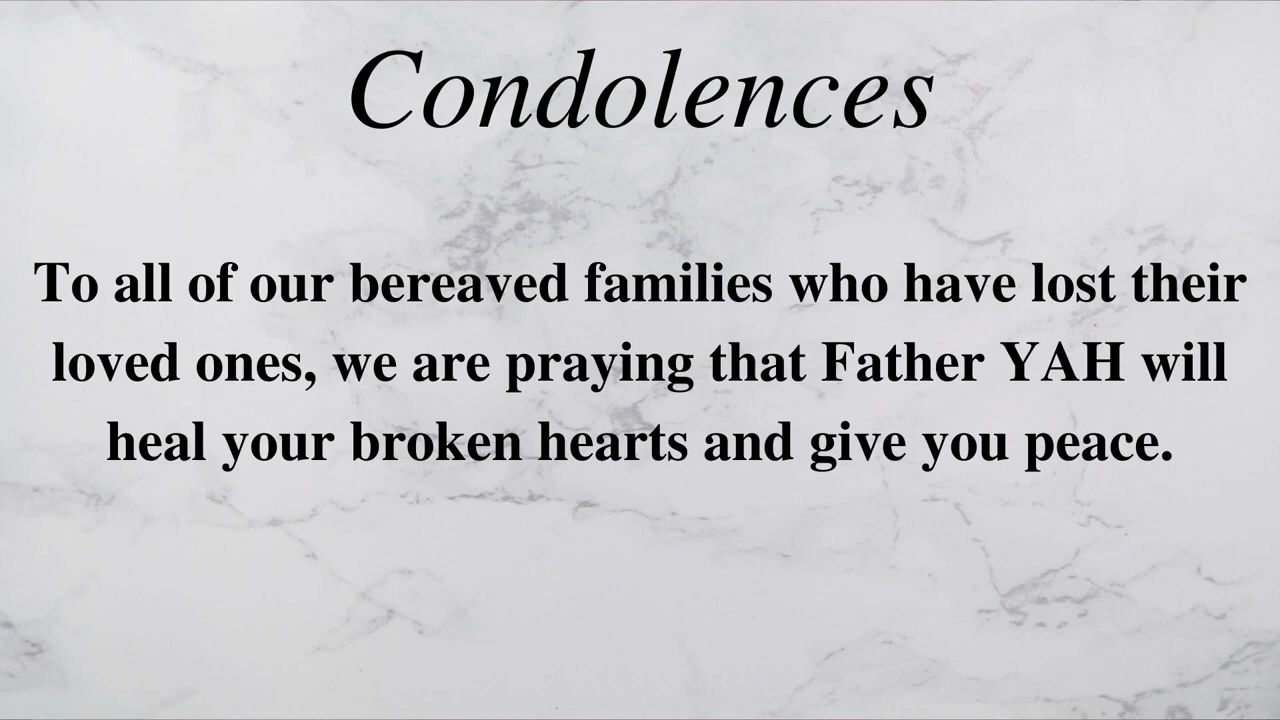 Condolences
To all of our bereaved families who have lost their
loved ones, we are praying that Father YAH will
heal your broken hearts and give you peace.